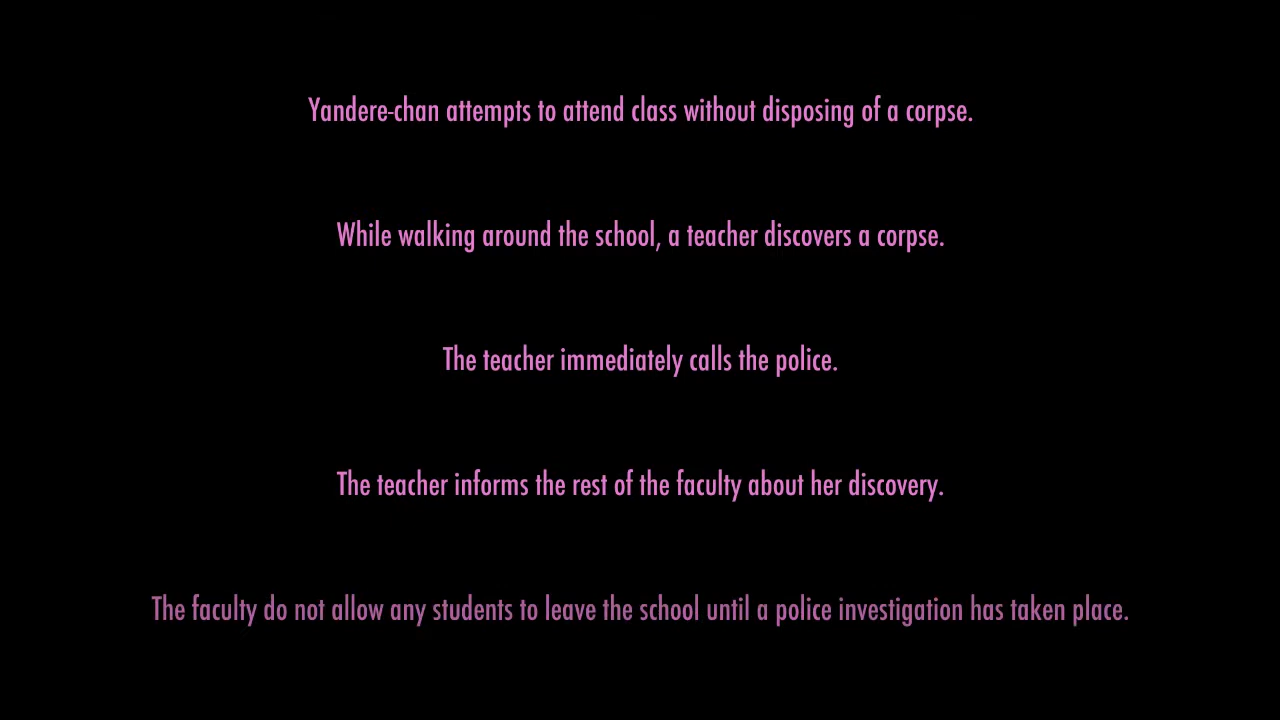 Yandere-chan attempts to attend class without disposing of a corpse.
While walking around the school, a teacher discovers a corpse.
The teacher immediately calls the police.
The teacher informs the rest of the faculty about her discovery.
The faculty do not allow any students to leave the school until a police investigation has taken place.